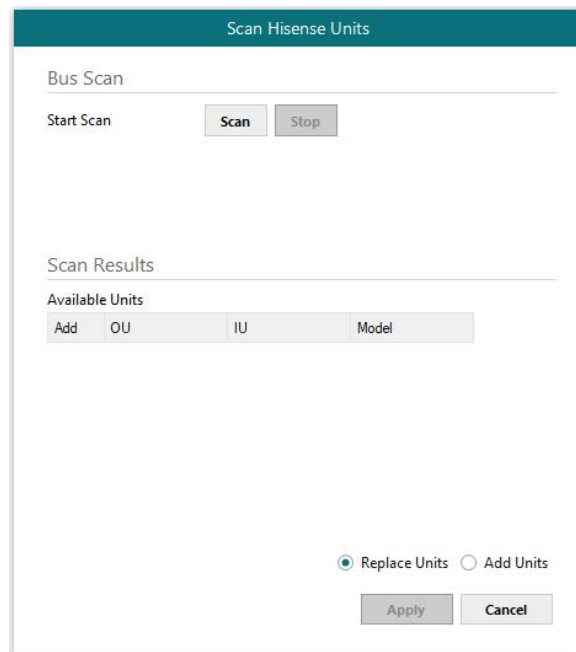 Scan Hisense Units
Bus Scan
Start Scan Scan Stop
Scan Results
Available Units
Add OU IU Model
Replace Units Add Units
Apply Cancel